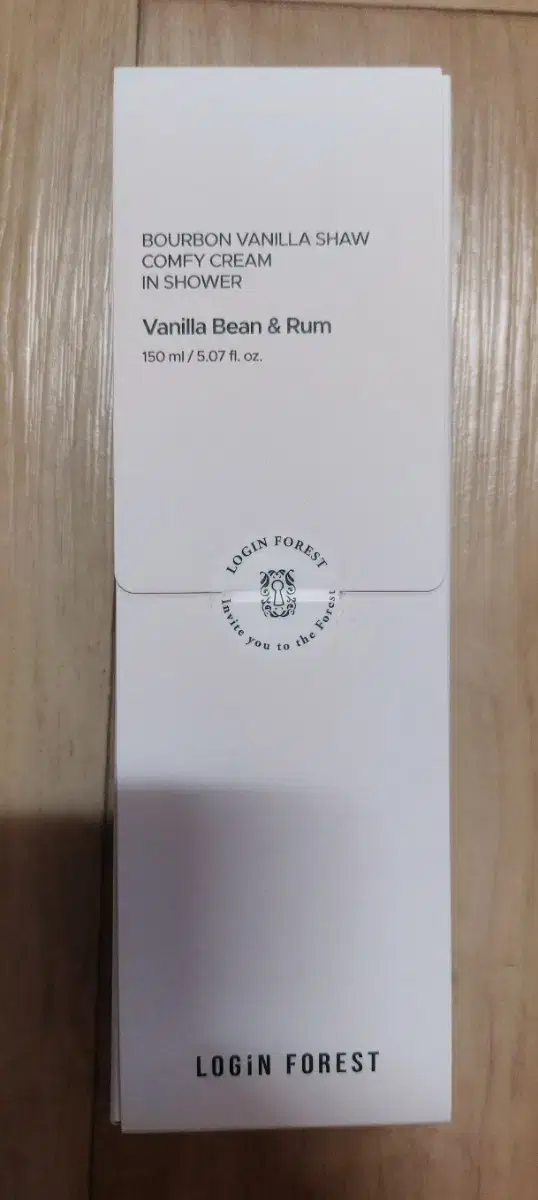 BOURBON VANILLA SHAW
COMFY CREAM
IN SHOWER
Vanilla Bean & Rum
150 ml / 5.07 fl. oz.
LOGIN FOREST
Invite you to the Forest
LOGiN FOREST